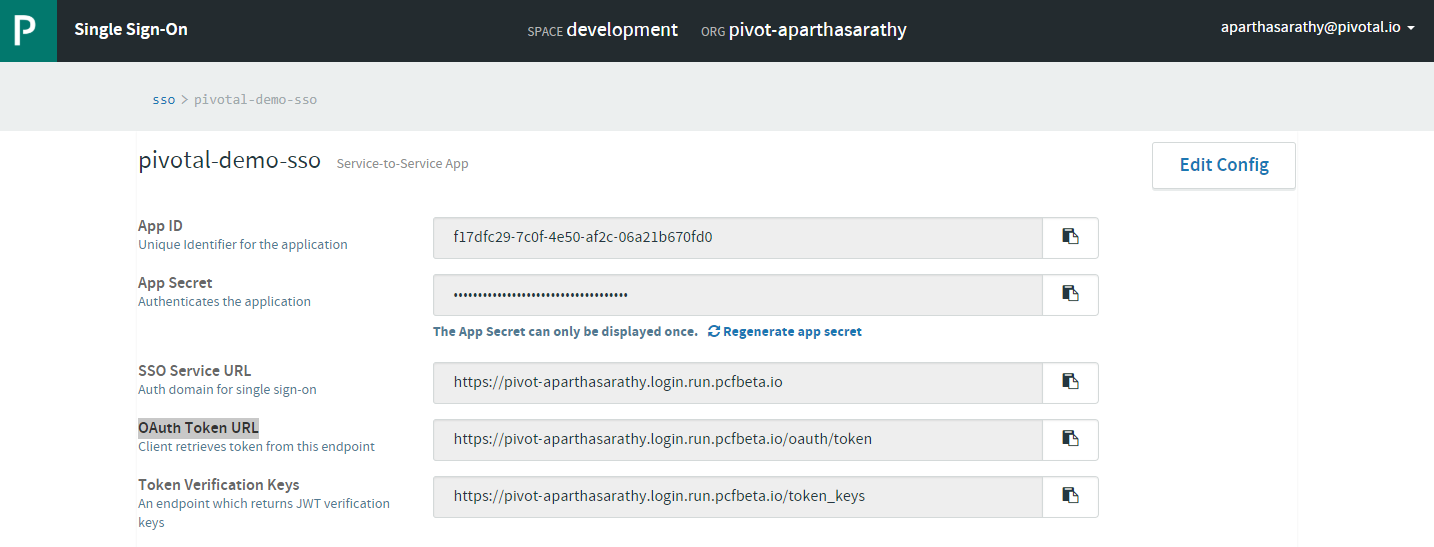 P
Single Sign-On
SPACE development ORG pivot-aparthasarathy
aparthasarathy@pivotal.io
sso > pivotal-demo-sso
pivotal-demo-sso Service-to-Service App
Edit Config
App ID
Unique Identifier for the application
f17dfc29-7c0f-4e50-af2c-06a21b670fd0
App Secret
Authenticates the application
••••••••••••••••••••••••••••••••••••
The App Secret can only be displayed once. Regenerate app secret
SSO Service URL
Auth domain for single sign-on
https://pivot-aparthasarathy.login.run.pcfbeta.io
OAuth Token URL
Client retrieves token from this endpoint
https://pivot-aparthasarathy.login.run.pcfbeta.io/oauth/token
Token Verification Keys
An endpoint which returns JWT verification
keys
https://pivot-aparthasarathy.login.run.pcfbeta.io/token_keys